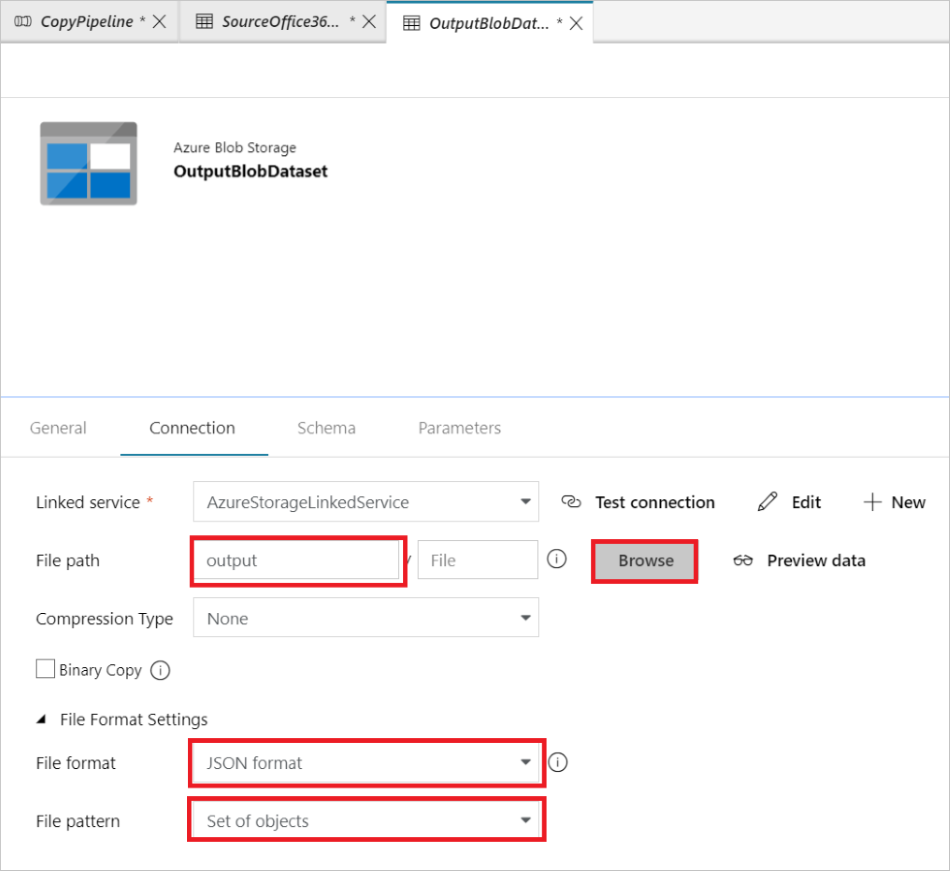 CopyPipeline *
SourceOffice36... *
OutputBlobDat... *
Azure Blob Storage
OutputBlobDataset
General Connection Schema Parameters
Linked service * AzureStorageLinkedService Test connection Edit New
File path output / File Browse Preview data
Compression Type None
Binary Copy
File Format Settings
File format JSON format
File pattern Set of objects